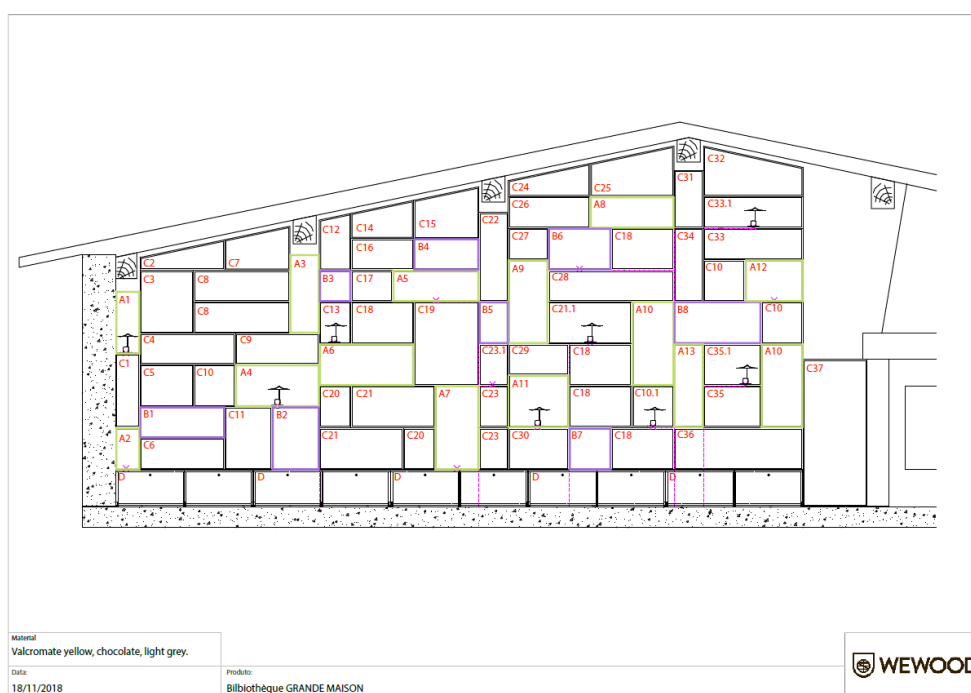 C32
C24
C25
C31
C26
A8
C33.1
C12
C14
C15
C22
C27
B6
C18
C34
C33
C16
B4
C2
C7
A3
C3
C8
B3
C17
A5
A9
C28
C10
A12
A1
C8
C13
C18
C19
B5
C21.1
A10
B8
C10
C4
C9
A6
C23.1
C29
C18
A13
C35.1
A10
C1
C5
C10
A4
C37
A11
C20
C21
A7
C23
C18
C10.1
C35
B1
C11
B2
A2
C6
C21
C20
C23
C30
B7
C18
C36
D
D
D
D
D
Material
Valcromate yellow, chocolate, light grey.
Data:
18/11/2018
Produto:
Bilbiothèque GRANDE MAISON
WEWOOD